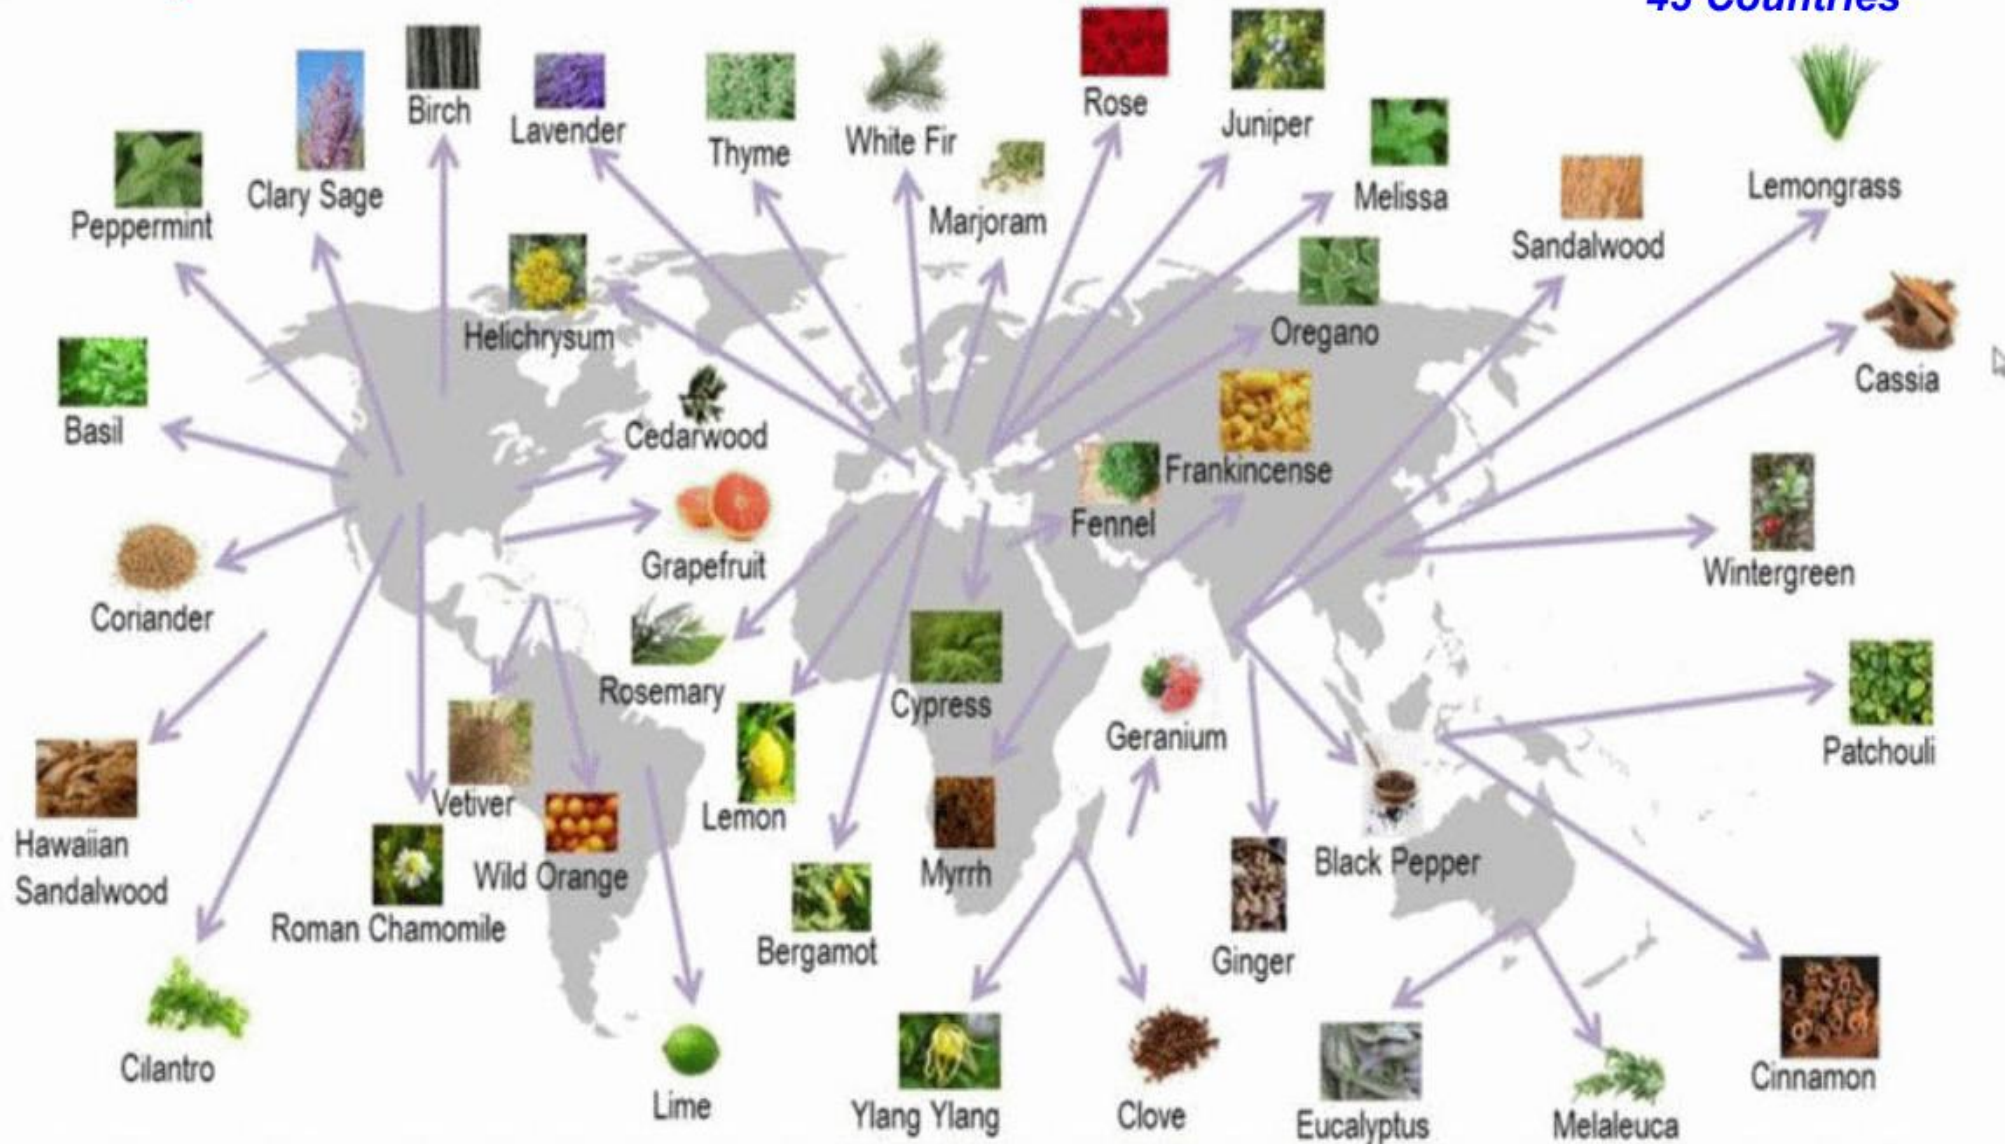 45 Countries
Rose
Birch
Lavender
Juniper
Thyme
White Fir
Melissa
Lemongrass
Clary Sage
Peppermint
Marjoram
Sandalwood
Helichrysum
Oregano
Cassia
Basil
Cedarwood
Frankincense
Fennel
Grapefruit
Wintergreen
Coriander
Rosemary
Cypress
Geranium
Patchouli
Vetiver
Lemon
Hawaiian
Sandalwood
Wild Orange
Myrrh
Black Pepper
Roman Chamomile
Bergamot
Ginger
Cilantro
Lime
Ylang Ylang
Clove
Eucalyptus
Melaleuca
Cinnamon